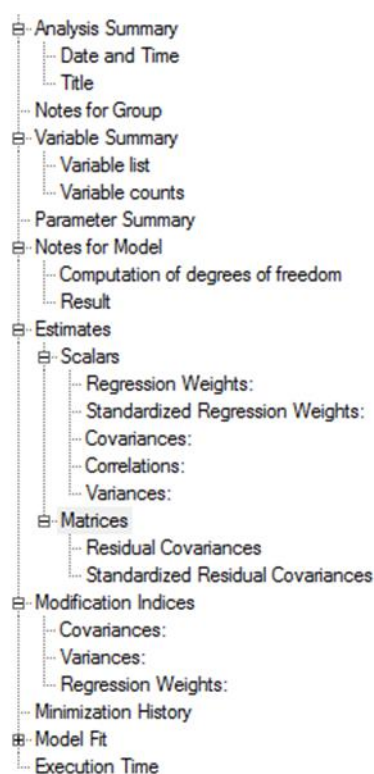 Analysis Summary
Date and Time
Title
Notes for Group
Variable Summary
Variable list
Variable counts
Parameter Summary
Notes for Model
Computation of degrees of freedom
Result
Estimates
Scalars
Regression Weights:
Standardized Regression Weights:
Covariances:
Correlations:
Variances:
Matrices
Residual Covariances
Standardized Residual Covariances
Modification Indices
Covariances:
Variances:
Regression Weights:
Minimization History
Model Fit
Execution Time